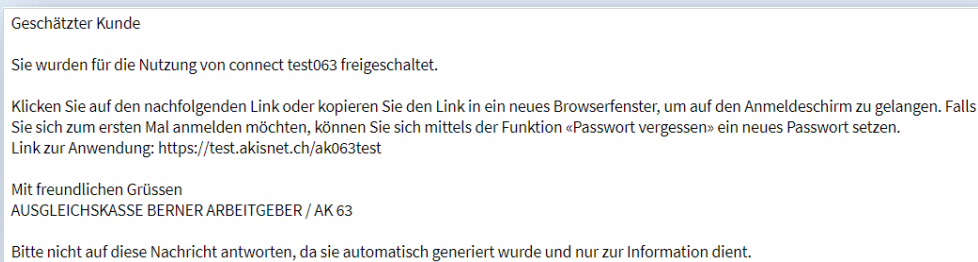 Geschätzter Kunde
Sie wurden für die Nutzung von connect test063 freigeschaltet.
Klicken Sie auf den nachfolgenden Link oder kopieren Sie den Link in ein neues Browserfenster, um auf den Anmeldeschirm zu gelangen. Falls
Sie sich zum ersten Mal anmelden möchten, können Sie sich mittels der Funktion «Passwort vergessen» ein neues Passwort setzen.
Link zur Anwendung: https://test.akisnet.ch/ak063test
Mit freundlichen Grüssen
AUSGLEICHSKASSE BERNER ARBEITGEBER / AK 63
Bitte nicht auf diese Nachricht antworten, da sie automatisch generiert wurde und nur zur Information dient.